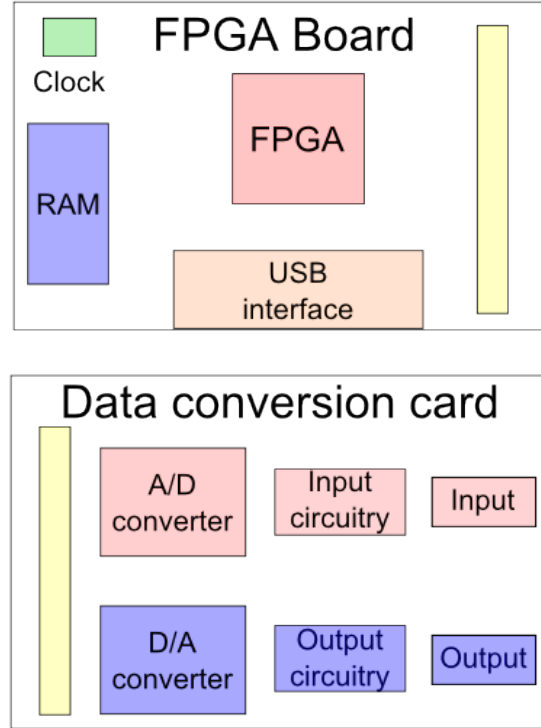 FPGA Board
Clock
FPGA
RAM
USB
interface
Data conversion card
A/D
converter
Input
circuitry
Input
D/A
converter
Output
circuitry
Output